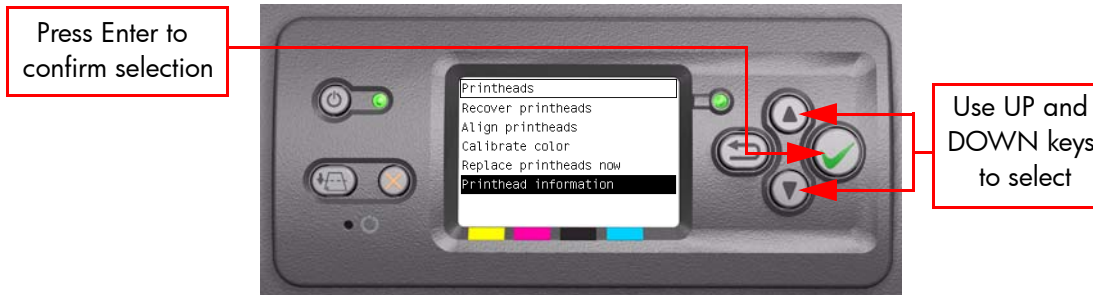 Press Enter to
confirm selection
Printheads
Recover printheads
Align printheads
Calibrate color
Replace printheads now
Printhead information
Use UP and
DOWN keys
to select